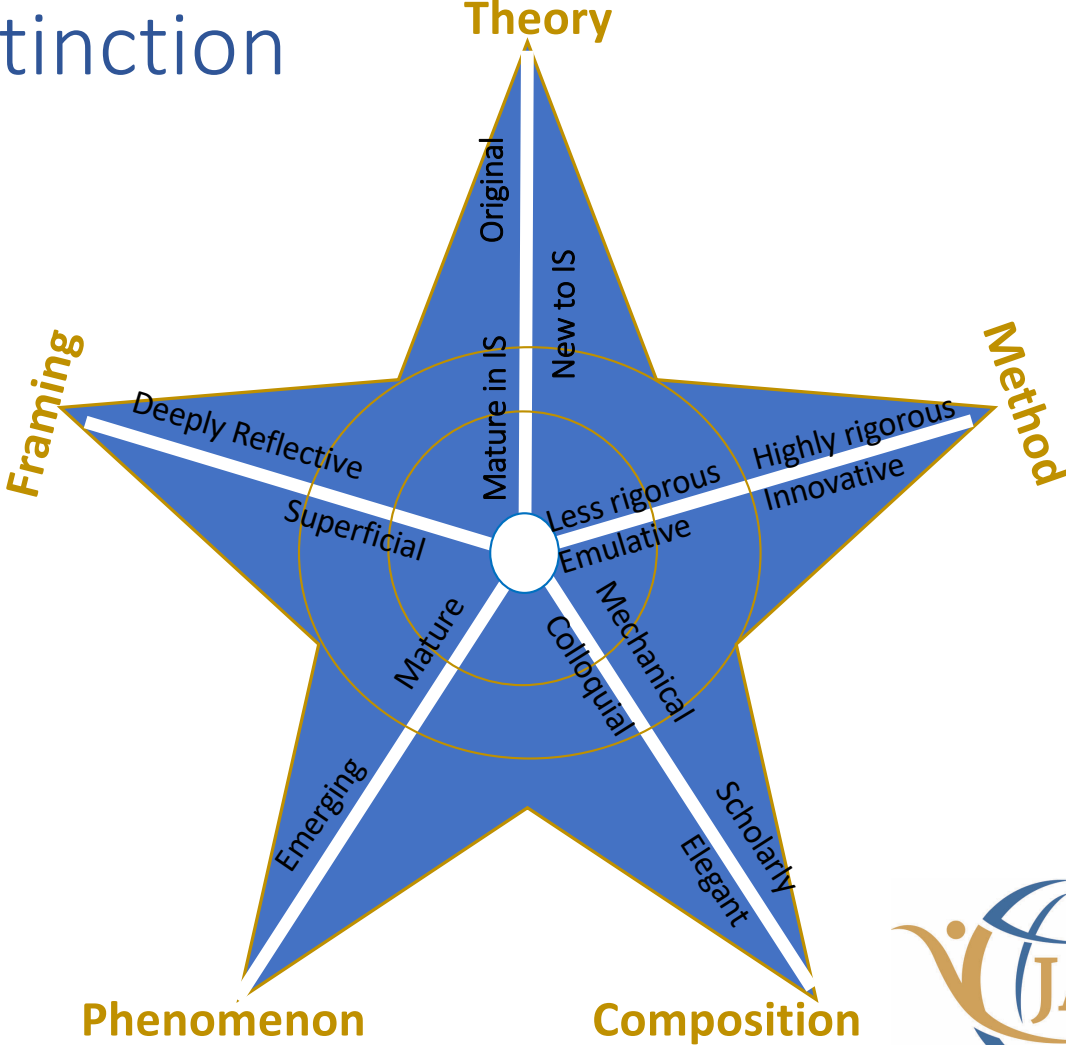 tinction
Theory
Original
New to IS
Mature in IS
Framing
Deeply Reflective
Superficial
Method
Highly rigorous
Innovative
Less rigorous
Emulative
Mature
Emerging
Mechanical
Colloquial
Scholarly
Elegant
Phenomenon
Composition